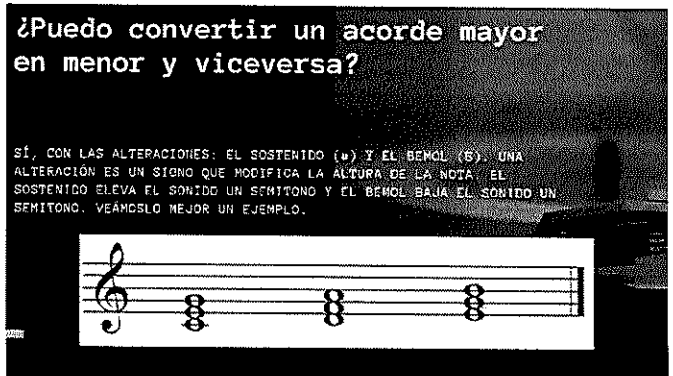 ¿Puedo convertir un acorde mayor
en menor y viceversa?
SÍ, CON LAS ALTERACIONES: EL SOSTENIDO (#) Y EL BEMOL (B). UNA
ALTERACIÓN ES UN SIGNO QUE MODIFICA LA ALTURA DE LA NOTA. EL
SOSTENIDO ELEVA EL SONIDO UN SEMITONO Y EL BEMOL BAJA EL SONIDO UN
SEMITONO. VEÁMOSLO MEJOR UN EJEMPLO.